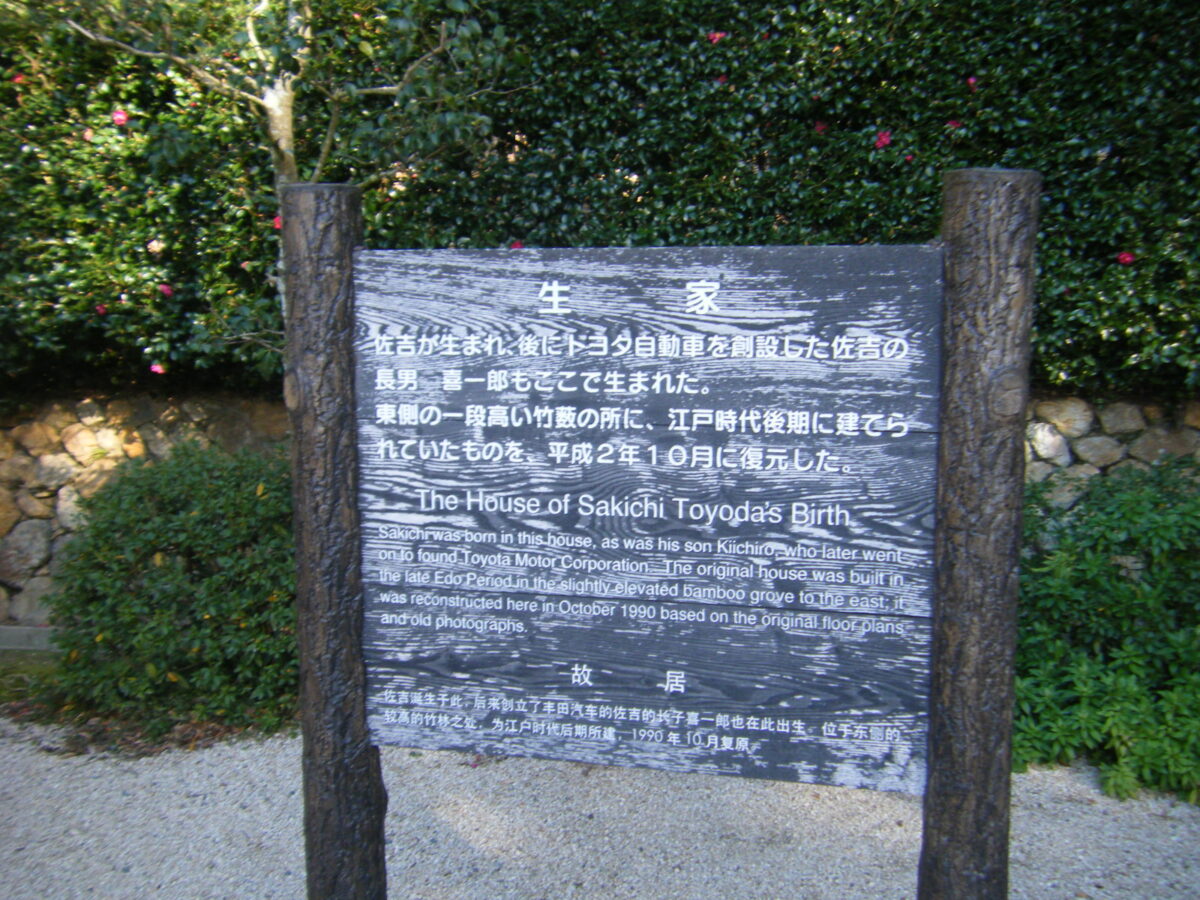 生 家
佐吉が生まれ、後にトヨタ自動車を創設した佐吉の
長男 喜一郎もここで生まれた。
東側の一段高い竹薮の所に、江戸時代後期に建てら
れていたものを、平成2年10月に復元した。
The House of Sakichi Toyoda's Birth
Sakichi was born in this house, as was his son Kiichiro, who later went
on to found Toyota Motor Corporation. The original house was built in
the late Edo Period in the slightly elevated bamboo grove to the east; it
was reconstructed here in October 1990 based on the original floor plans
and old photographs.
故 居
佐吉诞生于此，后来创立了丰田汽车的佐吉的长子喜一郎也在此出生。位于东侧的
较高的竹林之处，为江户时代后期所建，1990年10月复原。